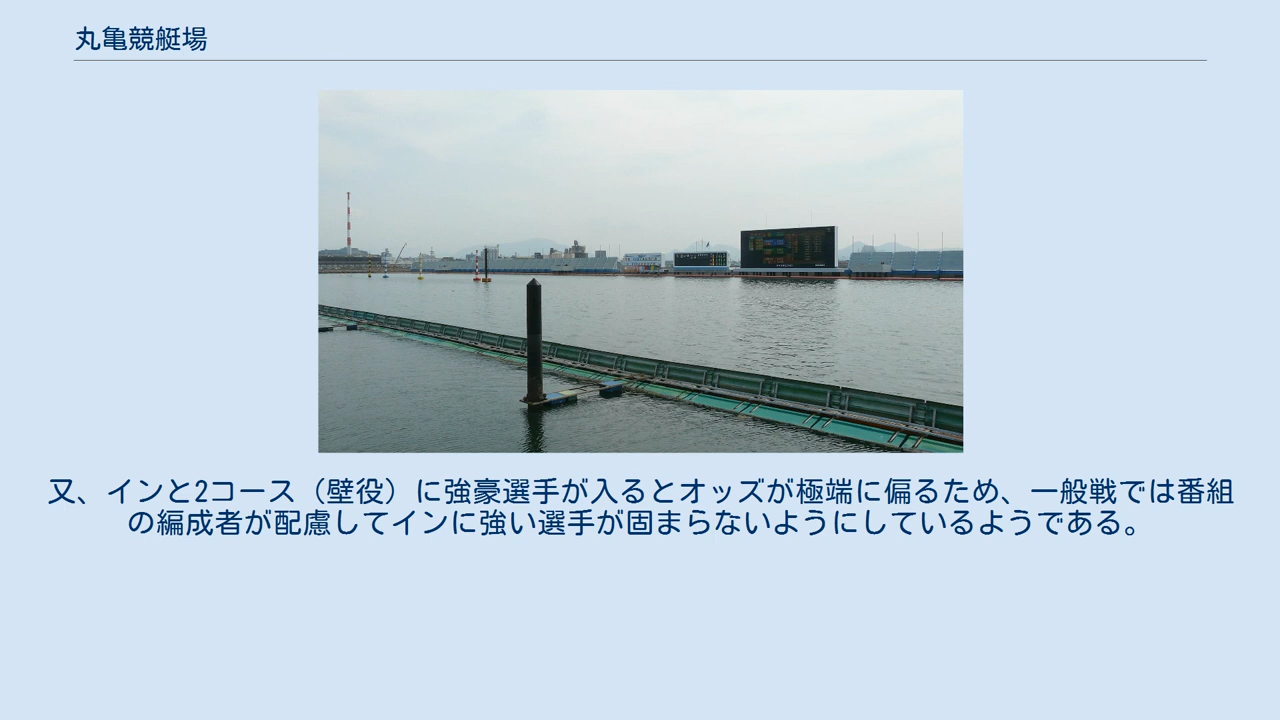 丸亀競艇場
又、インと2コース（壁役）に強豪選手が入るとオッズが極端に偏るため、一般戦では番組
の編成者が配慮してインに強い選手が固まらないようにしているようである。